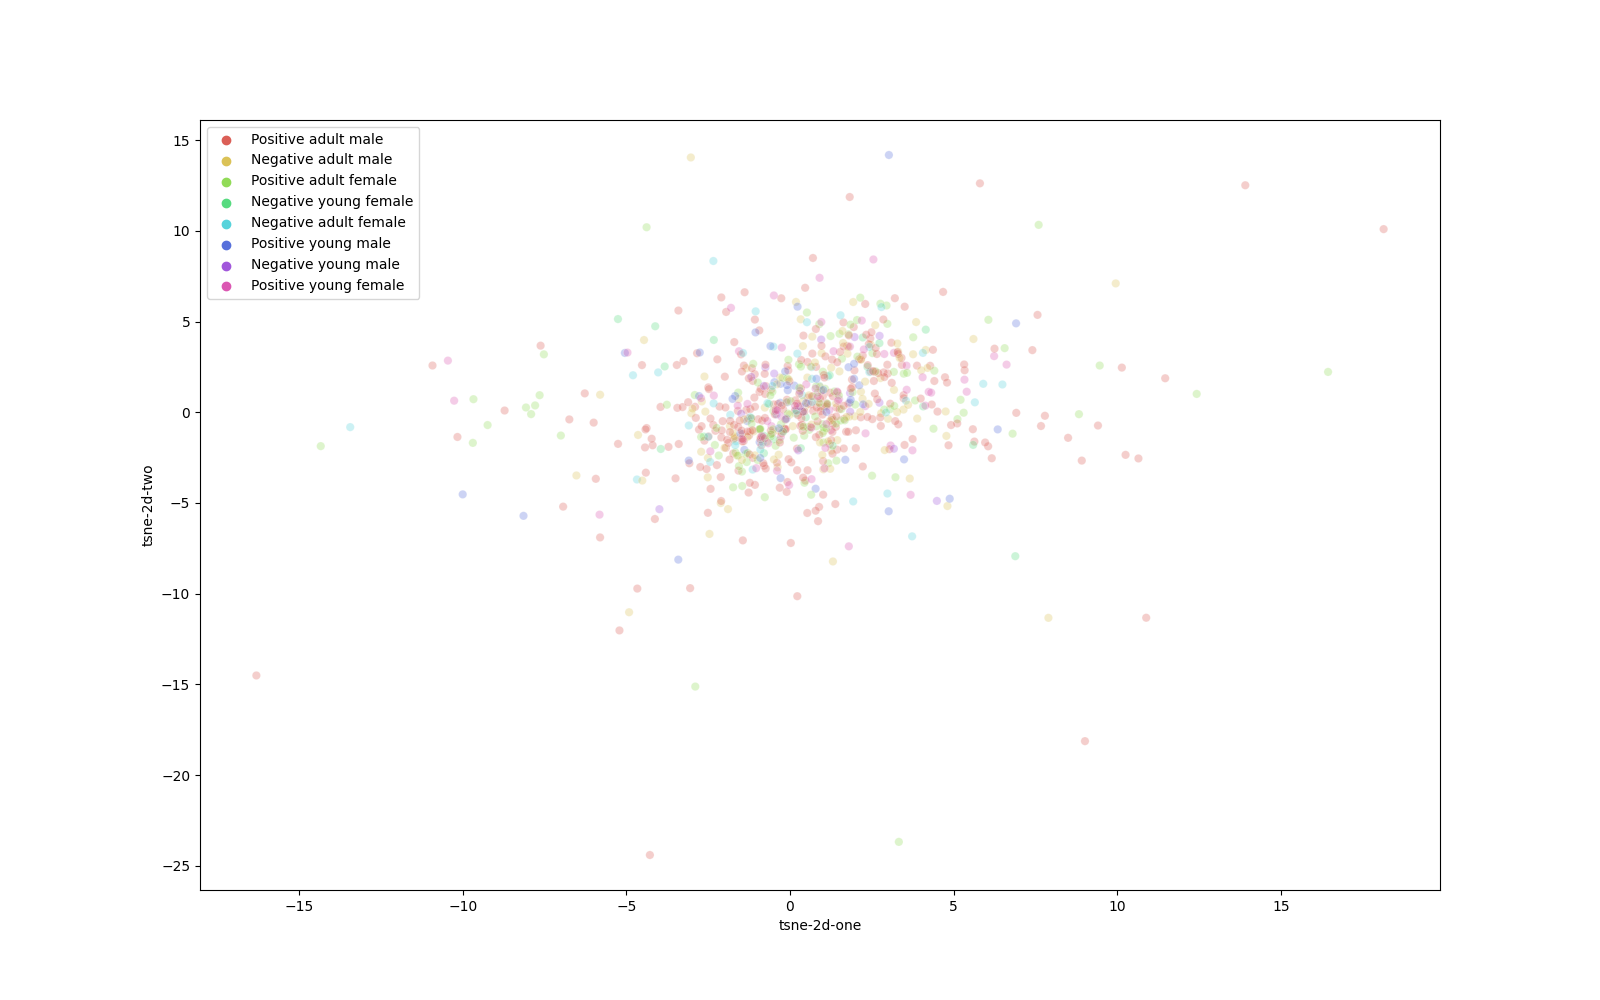 15
10
5
0
−5
−10
−15
−20
−25
tsne-2d-two
Positive adult male
Negative adult male
Positive adult female
Negative young female
Negative adult female
Positive young male
Negative young male
Positive young female
−15
−10
−5
0
5
10
15
tsne-2d-one